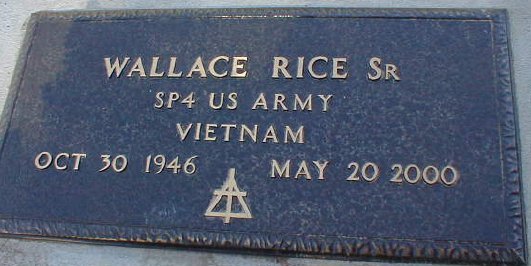 WALLACE RICE SR
SP4 US ARMY
VIETNAM
OCT 30 1946 MAY 20 2000